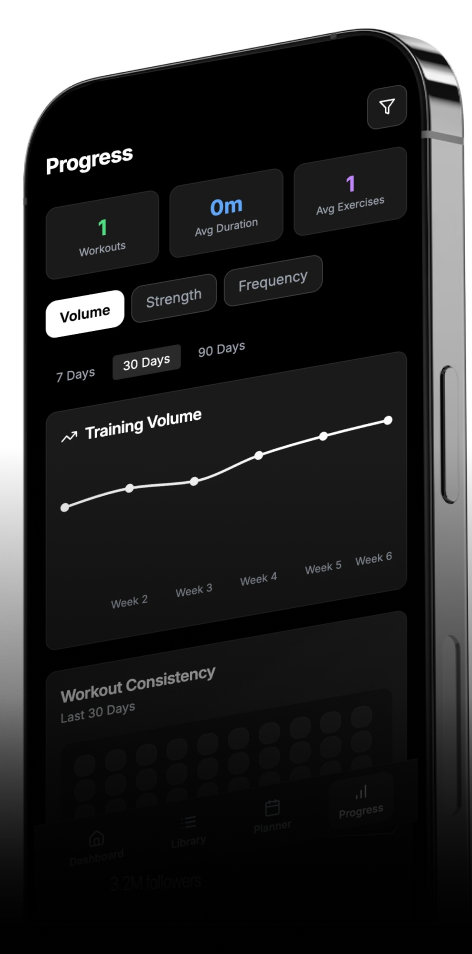 Progress
1
Workouts
0m
Avg Duration
1
Avg Exercises
Volume
Strength
Frequency
7 Days
30 Days
90 Days
Training Volume
Week 2
Week 3
Week 4
Week 5
Week 6
Workout Consistency
Last 30 Days
Dashboard
Library
Planner
Progress
3.2M followers